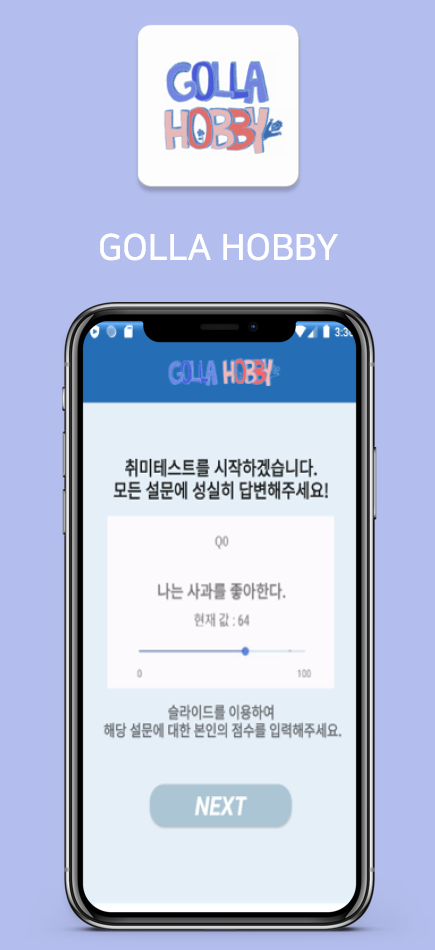 GOLLA
HOBBY
GOLLA HOBBY
GOLLA HOBBY
취미테스트를 시작하겠습니다.
모든 설문에 성실히 답변해주세요!
Q0
나는 사과를 좋아한다.
현재 값 : 64
0 100
슬라이드를 이용하여
해당 설문에 대한 본인의 점수를 입력해주세요.
NEXT